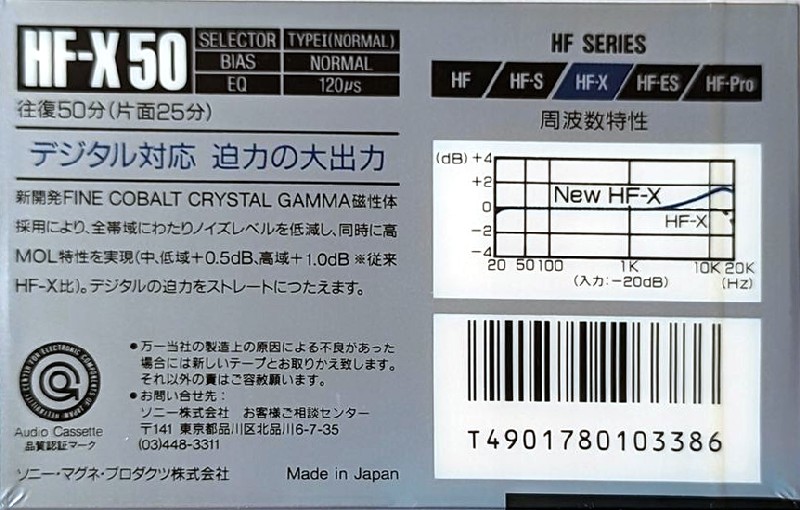 HF-X 50
SELECTOR TYPEI(NORMAL)
BIAS NORMAL
EQ 120µs
往復50分(片面25分)
デジタル対応 迫力の大出力
新開発FINE COBALT CRYSTAL GAMMA磁性体
採用により、全帯域にわたりノイズレベルを低減し、同時に高
MOL特性を実現(中、低域+0.5dB、高域+1.0dB ※従来
HF-X比)。デジタルの迫力をストレートにつたえます。
Audio Cassette
品質認証マーク
●万一当社の製造上の原因による不良があった
場合には新しいテープとお取りかえ致します。
それ以外の責はご容赦願います。
●お問い合せ先:
ソニー株式会社 お客様ご相談センター
〒141 東京都品川区北品川6-7-35
(03)448-3311
ソニー・マグネ・プロダクツ株式会社 Made in Japan
HF SERIES
HF HF-S HF-X HF-ES HF-Pro
周波数特性
(dB) +4
+2
0
-2
-4
New HF-X
HF-X
20 50 100 1K 10K 20K
(入力:-20dB) (Hz)
T4901780103386